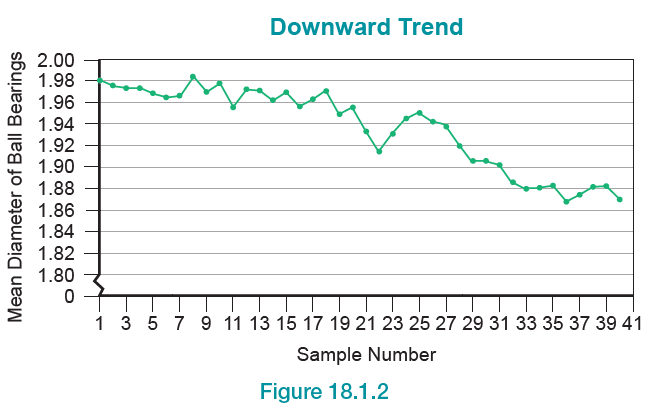 Downward Trend
Mean Diameter of Ball Bearings
2.00
1.98
1.96
1.94
1.92
1.90
1.88
1.86
1.84
1.82
1.80
0
1 3 5 7 9 11 13 15 17 19 21 23 25 27 29 31 33 35 37 39 41
Sample Number
Figure 18.1.2